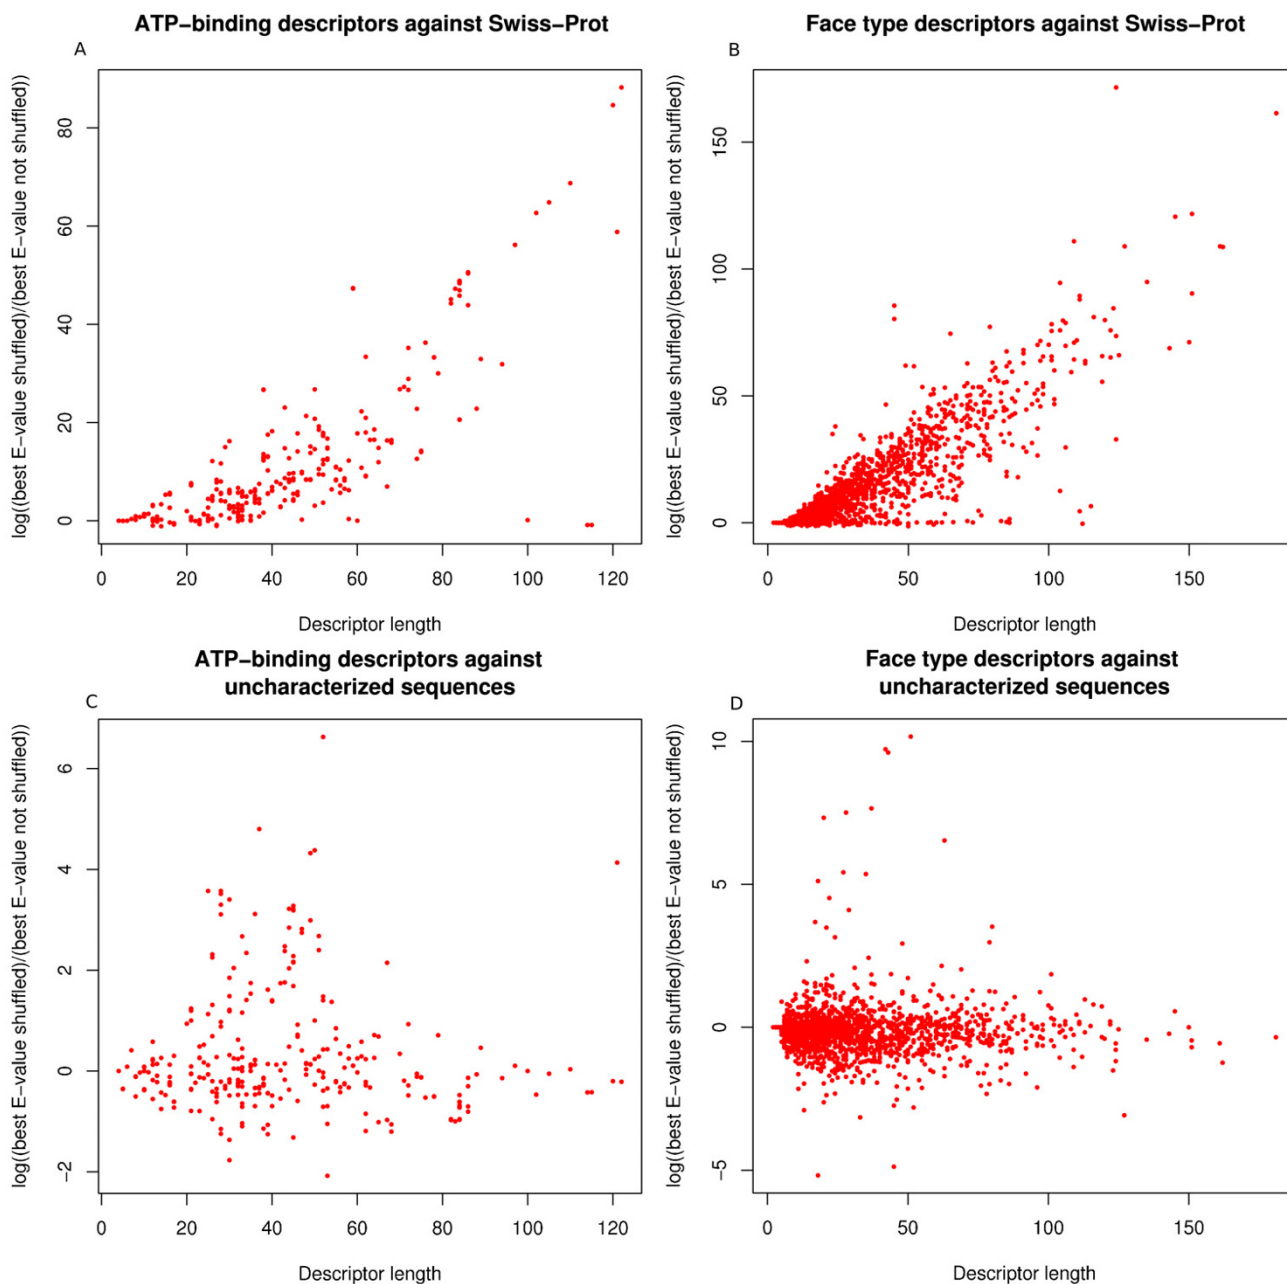 ATP−binding descriptors against Swiss−Prot
A
log((best E−value shuffled)/(best E−value not shuffled))
80
60
40
20
0
0 20 40 60 80 100 120
Descriptor length
Face type descriptors against Swiss−Prot
B
log((best E−value shuffled)/(best E−value not shuffled))
150
100
50
0
0 50 100 150
Descriptor length
ATP−binding descriptors against
uncharacterized sequences
C
log((best E−value shuffled)/(best E−value not shuffled))
6
4
2
0
−2
0 20 40 60 80 100 120
Descriptor length
Face type descriptors against
uncharacterized sequences
D
log((best E−value shuffled)/(best E−value not shuffled))
10
5
0
−5
0 50 100 150
Descriptor length